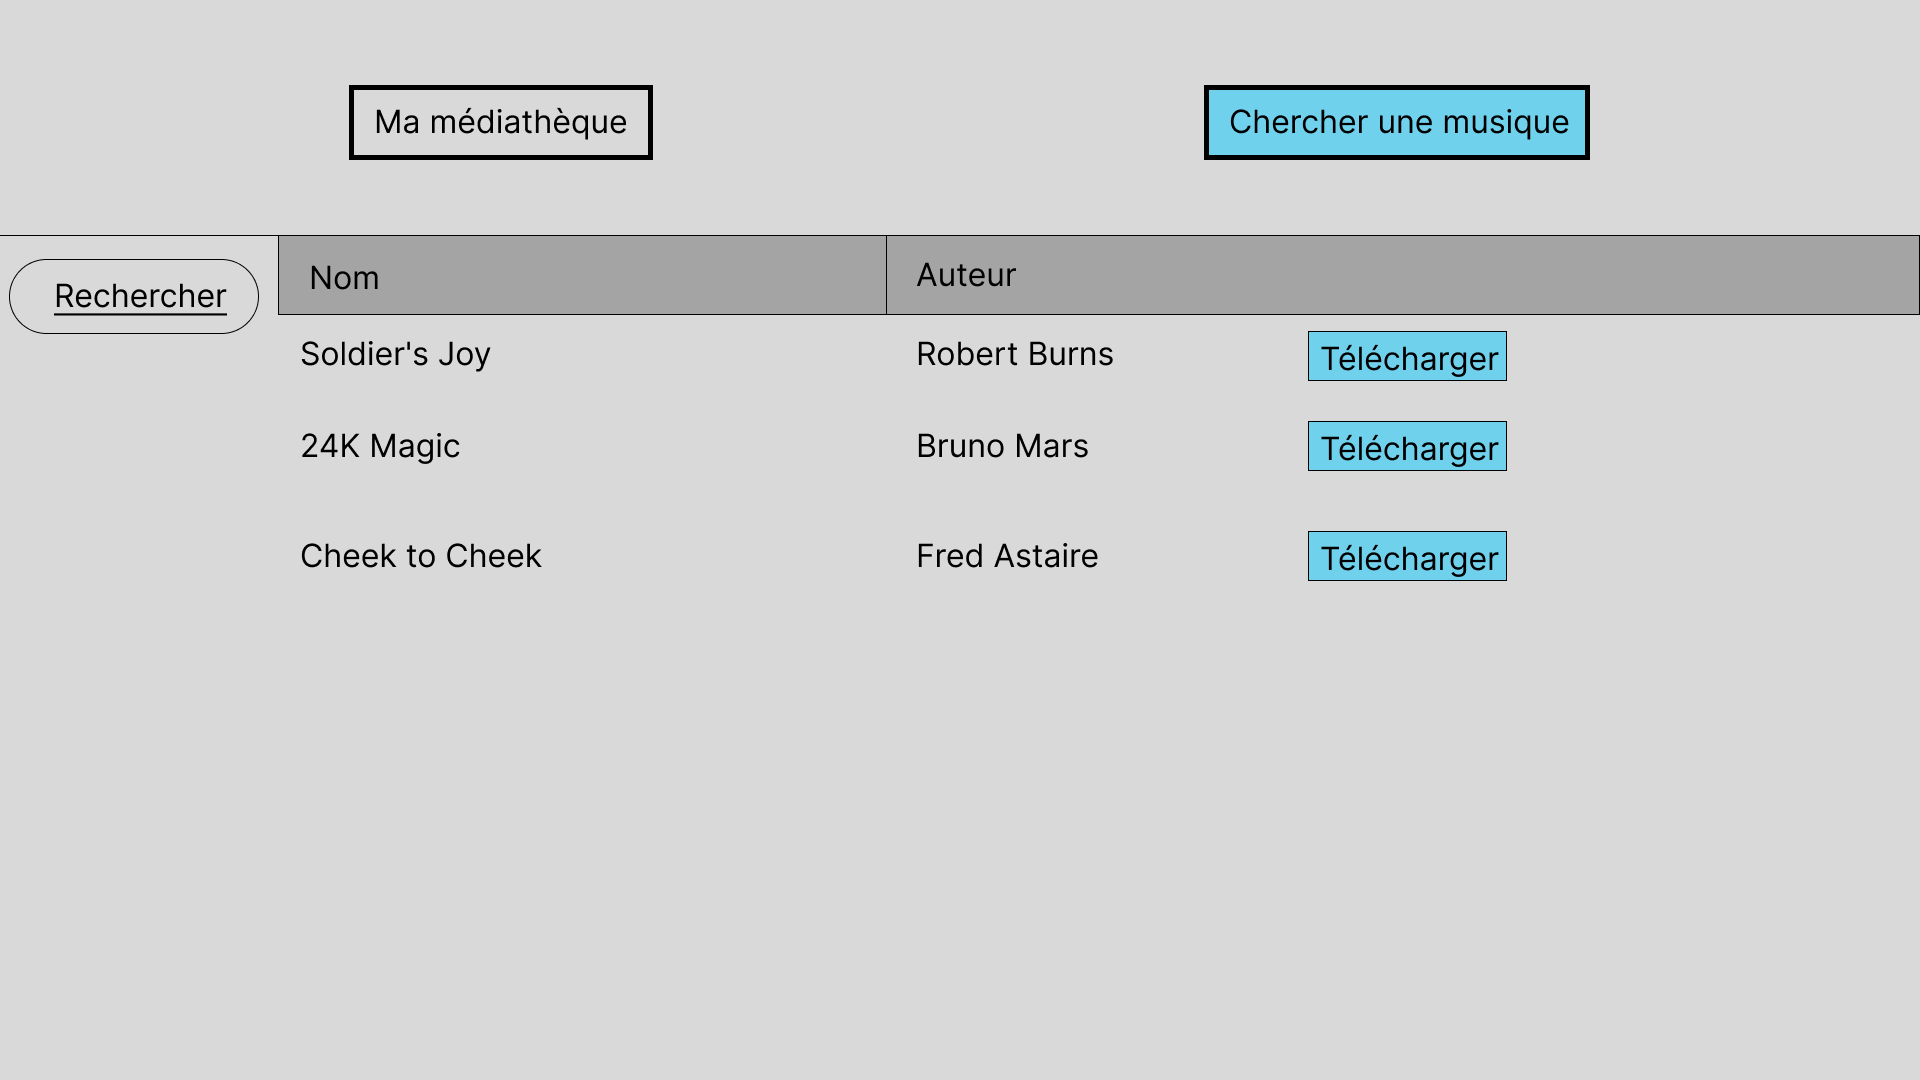 Ma médiathèque
Chercher une musique
Rechercher
Nom
Auteur
Soldier's Joy
Robert Burns
Télécharger
24K Magic
Bruno Mars
Télécharger
Cheek to Cheek
Fred Astaire
Télécharger